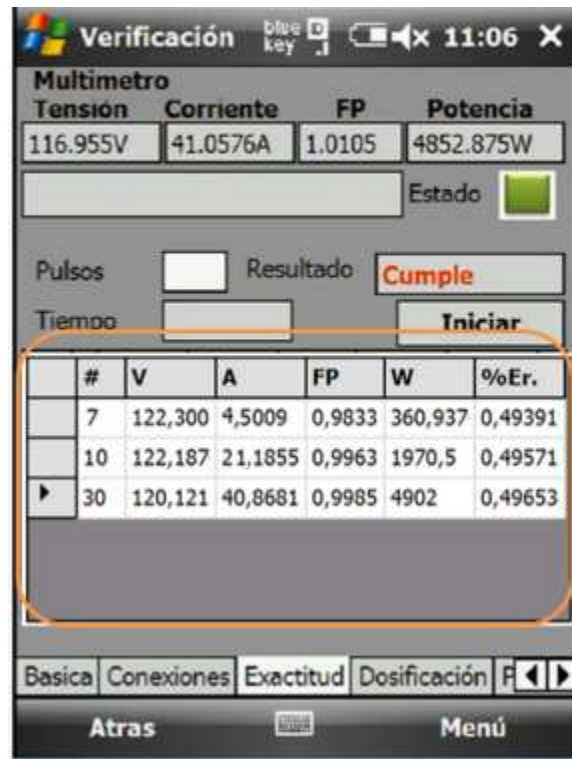 Verificación blue key 11:06
Multimetro
Tensión Corriente FP Potencia
116.955V 41.0576A 1.0105 4852.875W
Estado
Pulsos Resultado Cumple
Tiempo Iniciar
# V A FP W %Er.
7 122,300 4,5009 0,9833 360,937 0,49391
10 122,187 21,1855 0,9963 1970,5 0,49571
30 120,121 40,8681 0,9985 4902 0,49653
Basica Conexiones Exactitud Dosificación P
Atras Menú